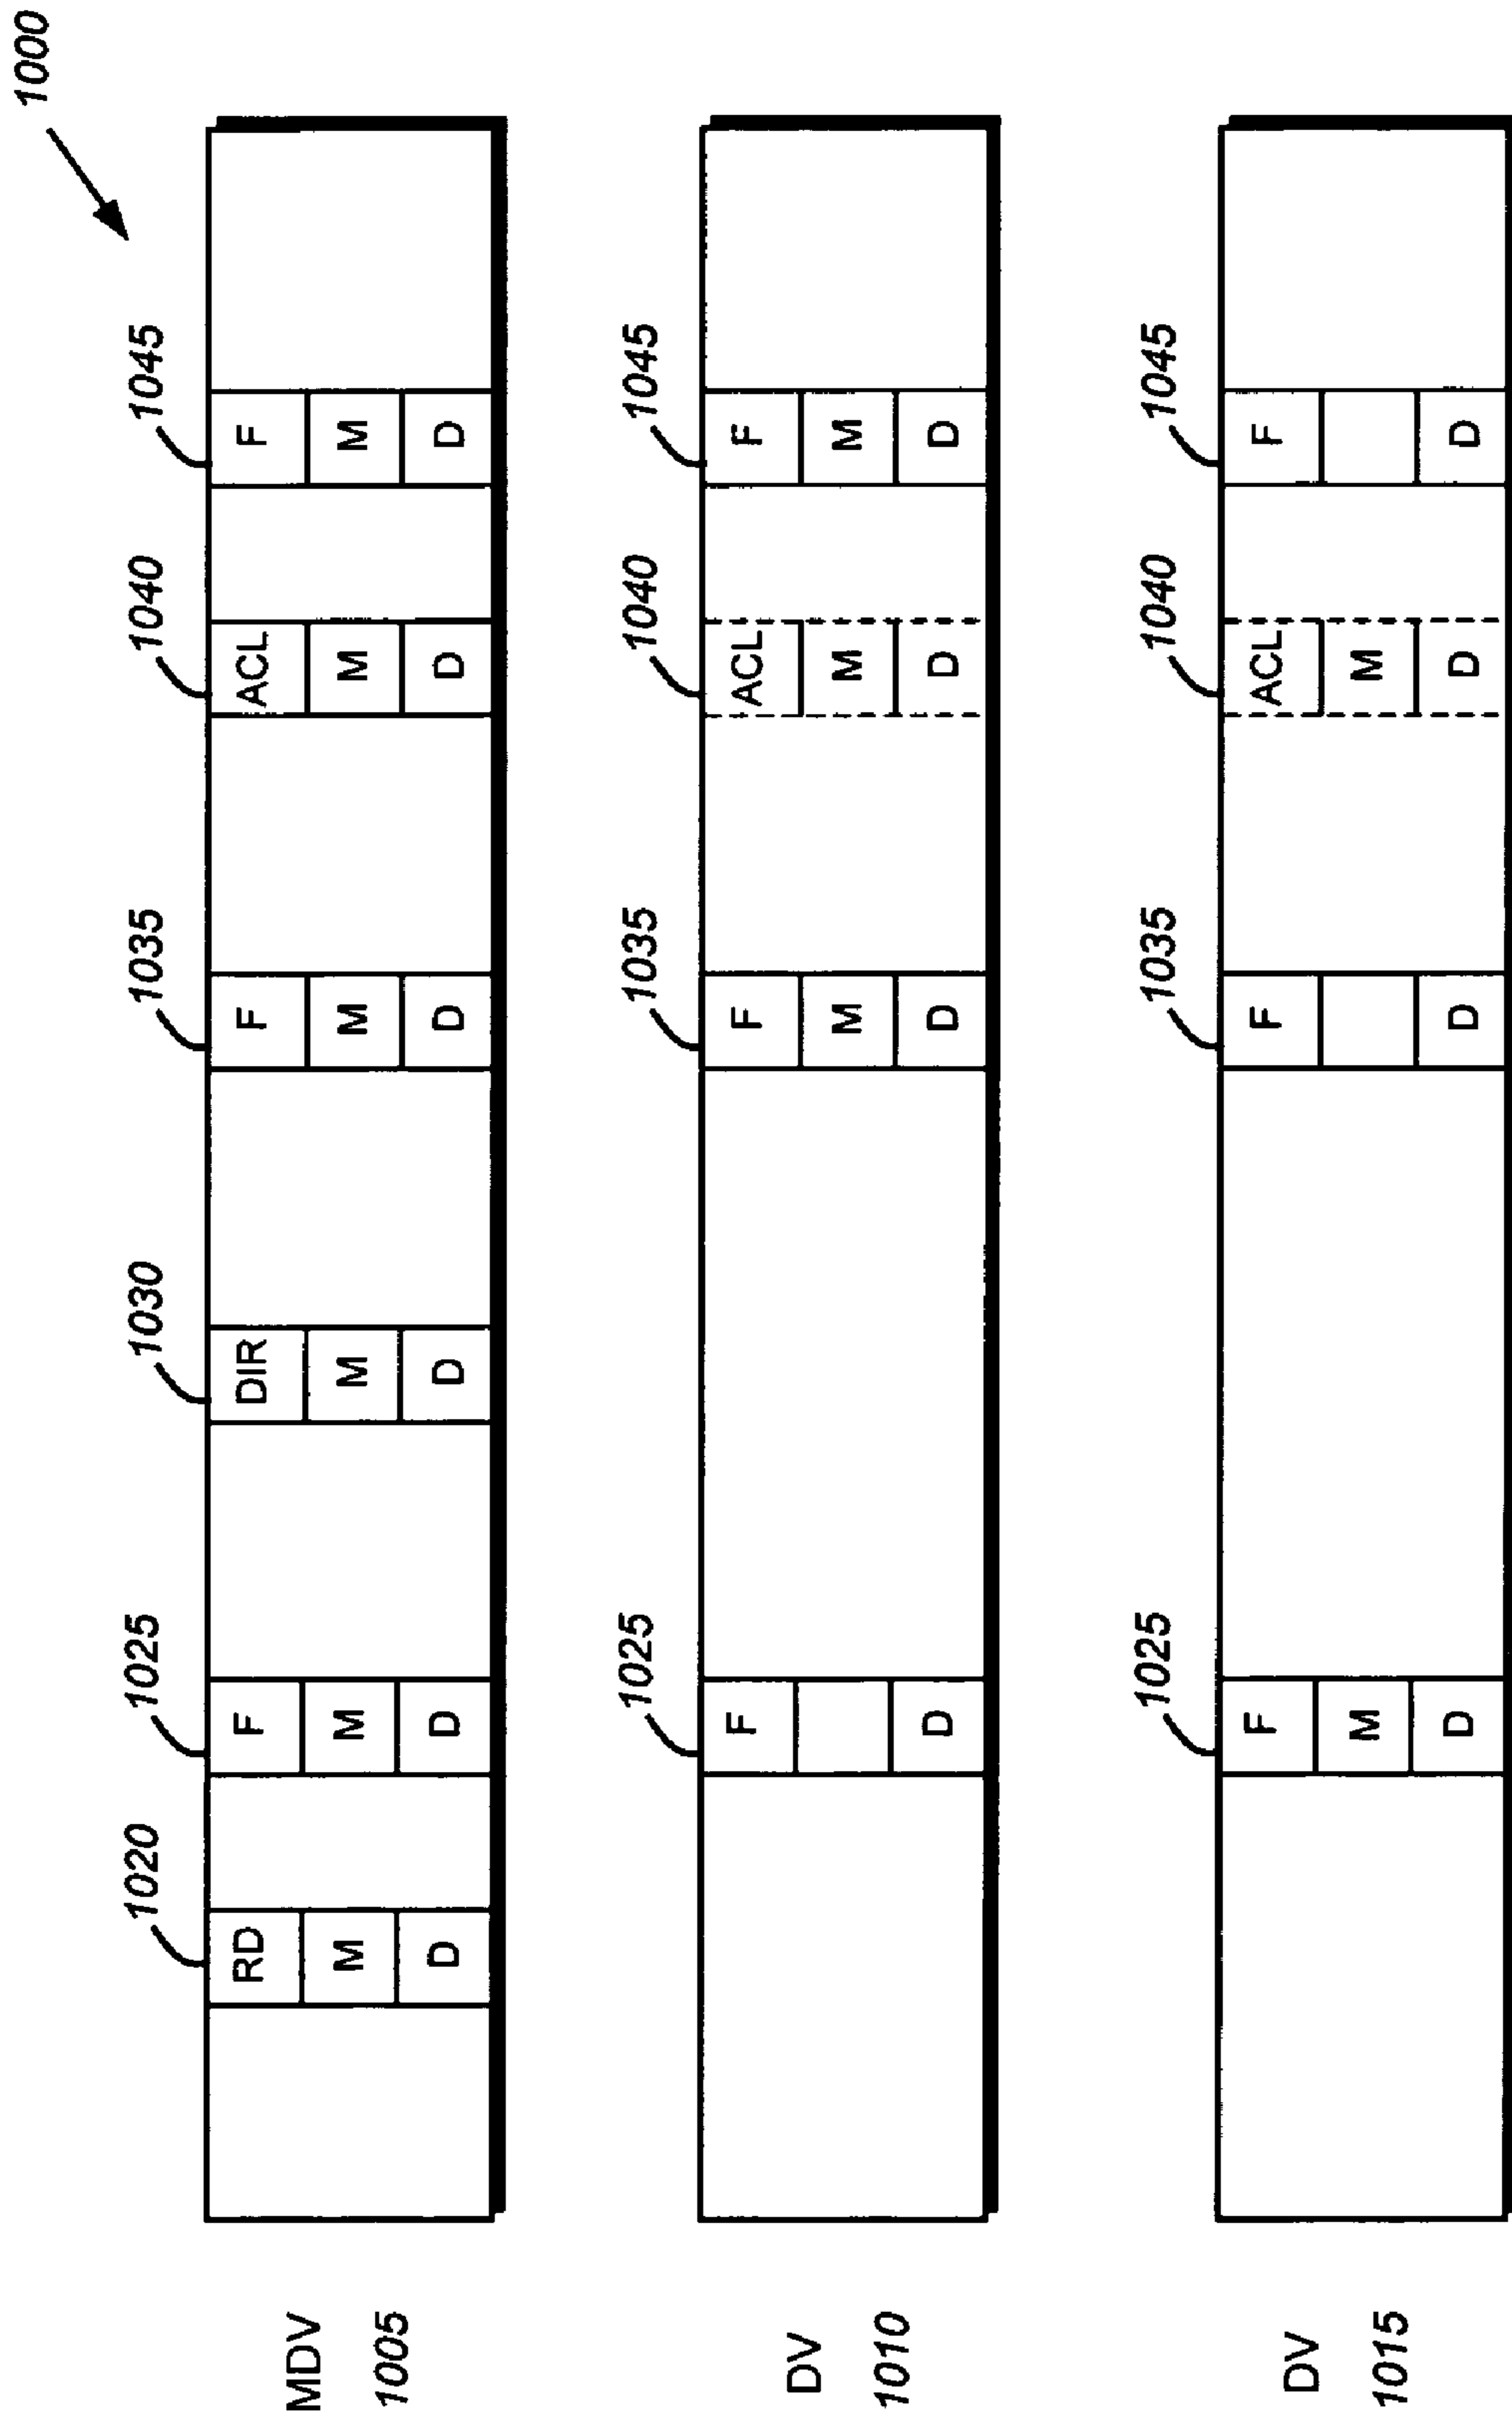 1000
1020 1025 1030 1035 1040 1045
RD F DIR F ACL F
M M M M M M
D D D D D D
MDV
1005
1025 1035 1040 1045
F F ACL F
M M M
D D D D
DV
1010
1025 1035 1040 1045
F F ACL F
M M
D D D D
DV
1015